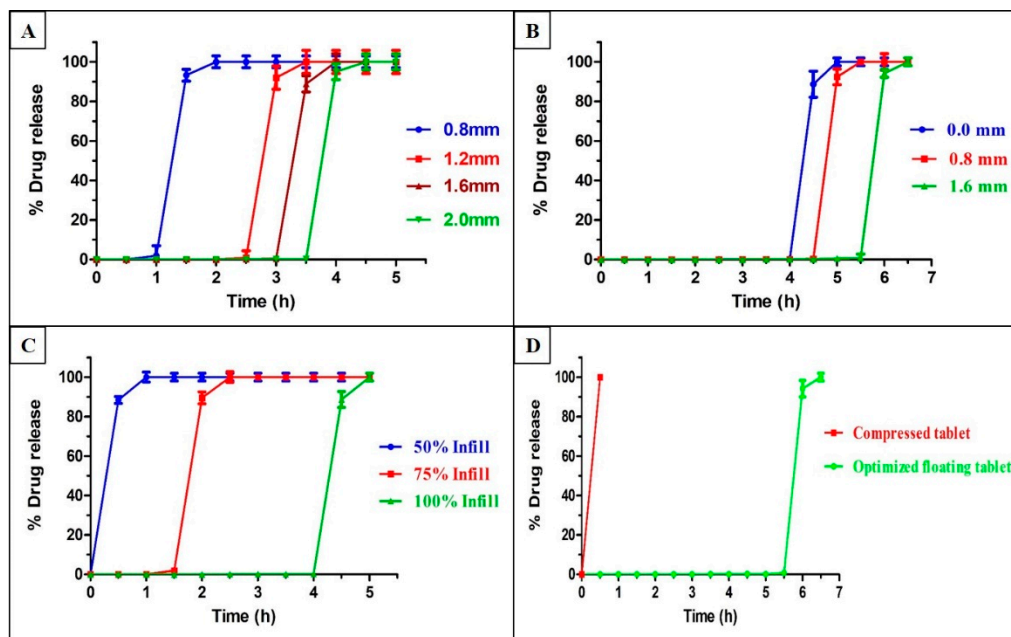 A
% Drug release
100
80
60
40
20
0
0 1 2 3 4 5
Time (h)
0.8mm
1.2mm
1.6mm
2.0mm
B
% Drug release
100
80
60
40
20
0
0 1 2 3 4 5 6 7
Time (h)
0.0 mm
0.8 mm
1.6 mm
C
% Drug release
100
80
60
40
20
0
0 1 2 3 4 5
Time (h)
50% Infill
75% Infill
100% Infill
D
% Drug release
100
80
60
40
20
0
0 1 2 3 4 5 6 7
Time (h)
Compressed tablet
Optimized floating tablet